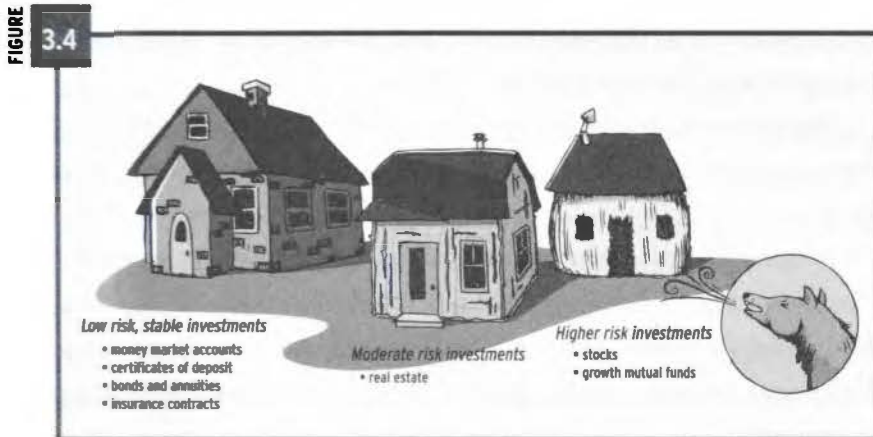 FIGURE
3.4
Low risk, stable investments
• money market accounts
• certificates of deposit
• bonds and annuities
• insurance contracts
Moderate risk investments
• real estate
Higher risk investments
• stocks
• growth mutual funds